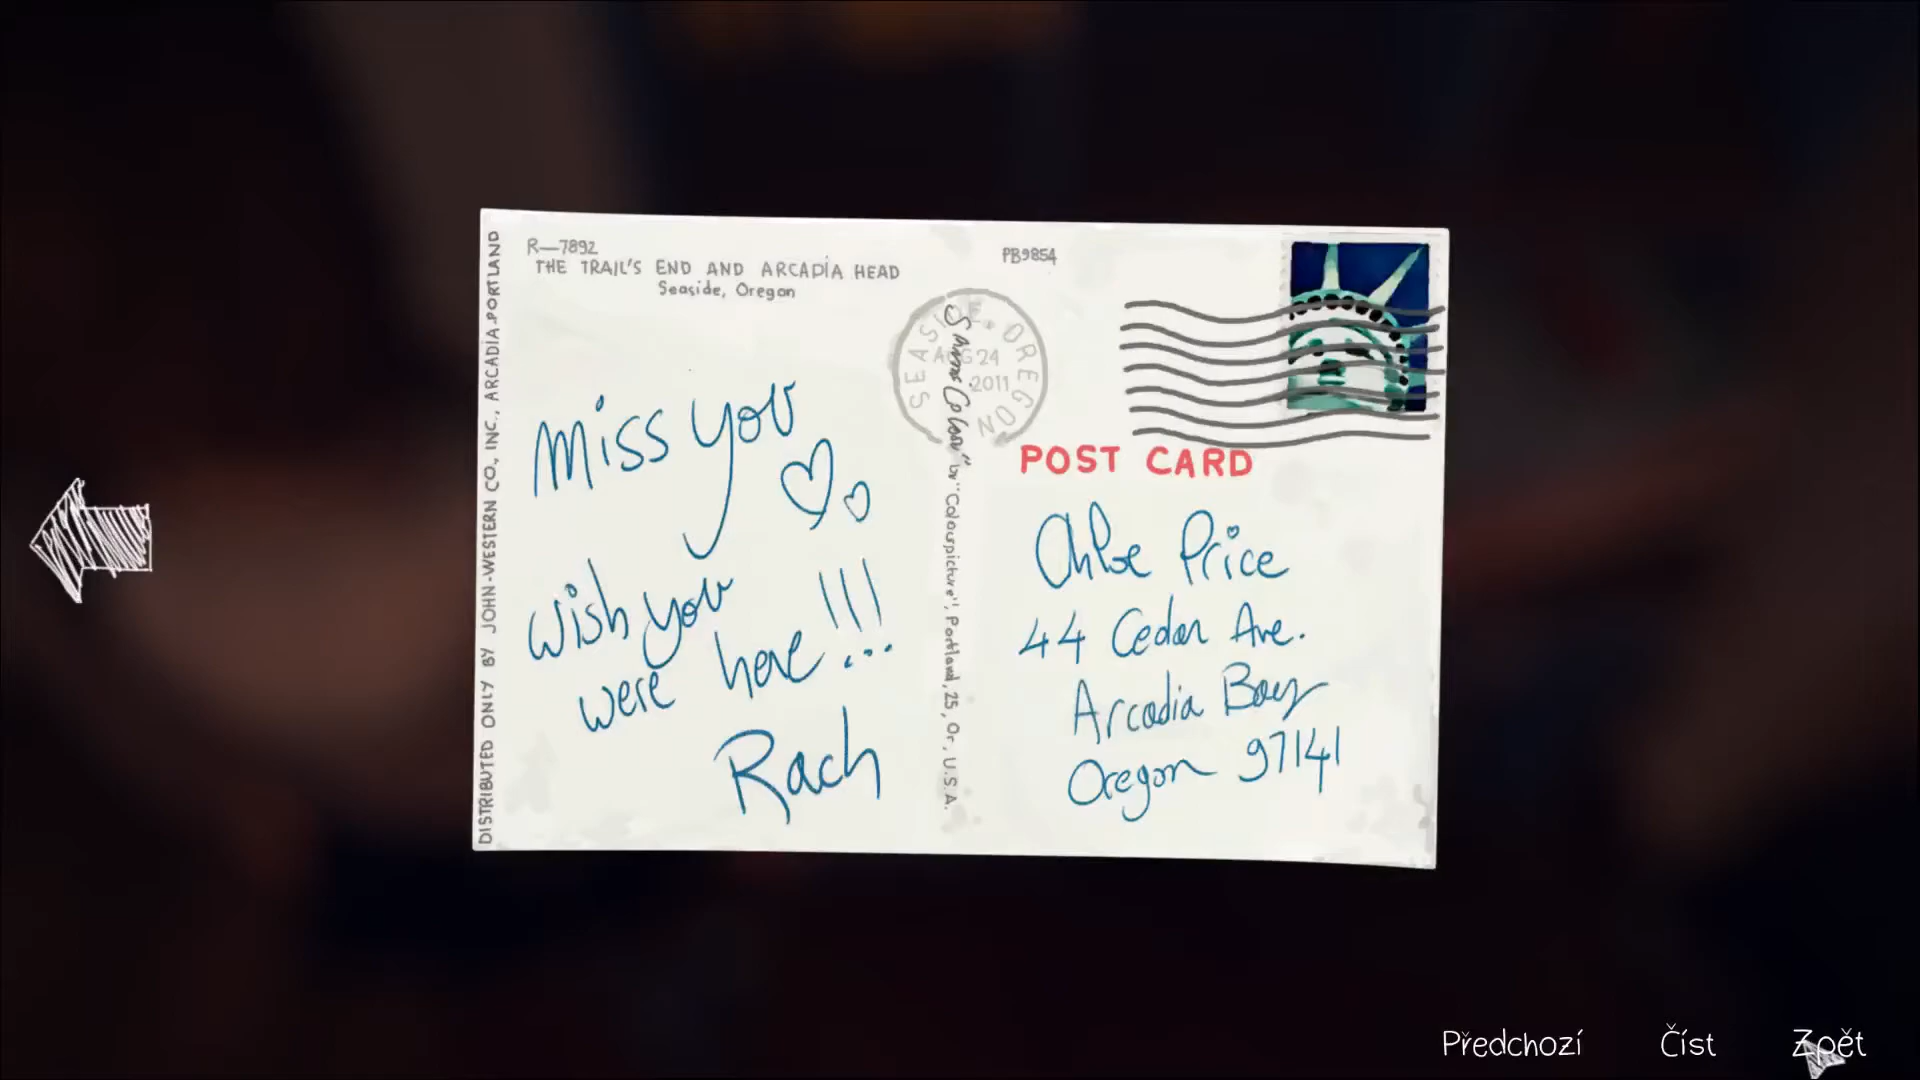 R—7892
THE TRAIL'S END AND ARCADIA HEAD
Seaside, Oregon
PB9854
DISTRIBUTED ONLY BY JOHN-WESTERN CO., INC., ARCADIA.PORTLAND
SEASIDE. OREGON
AUG 24
2011
by "Colourpicture", Portland, 25, Or, U.S.A.
Miss you
wish you
were here!!!
Rach
POST CARD
Chloe Price
44 Cedar Ave.
Arcadia Bay
Oregon 97141
Předchozí
Číst
Zpět